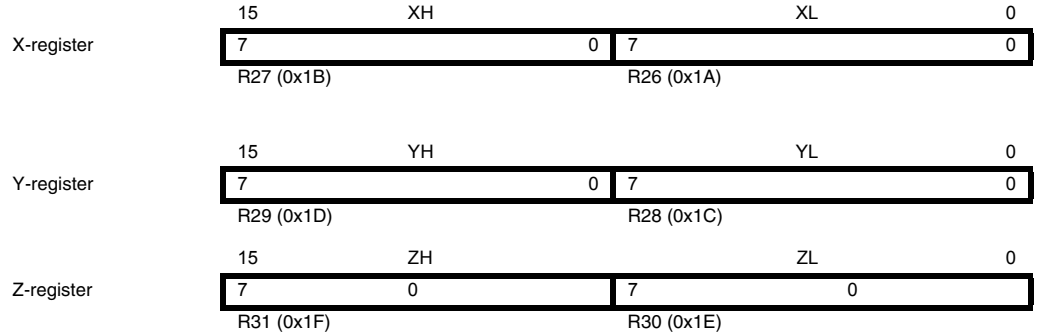 15 XH XL 0
X-register 7 0 7 0
R27 (0x1B) R26 (0x1A)
15 YH YL 0
Y-register 7 0 7 0
R29 (0x1D) R28 (0x1C)
15 ZH ZL 0
Z-register 7 0 7 0
R31 (0x1F) R30 (0x1E)